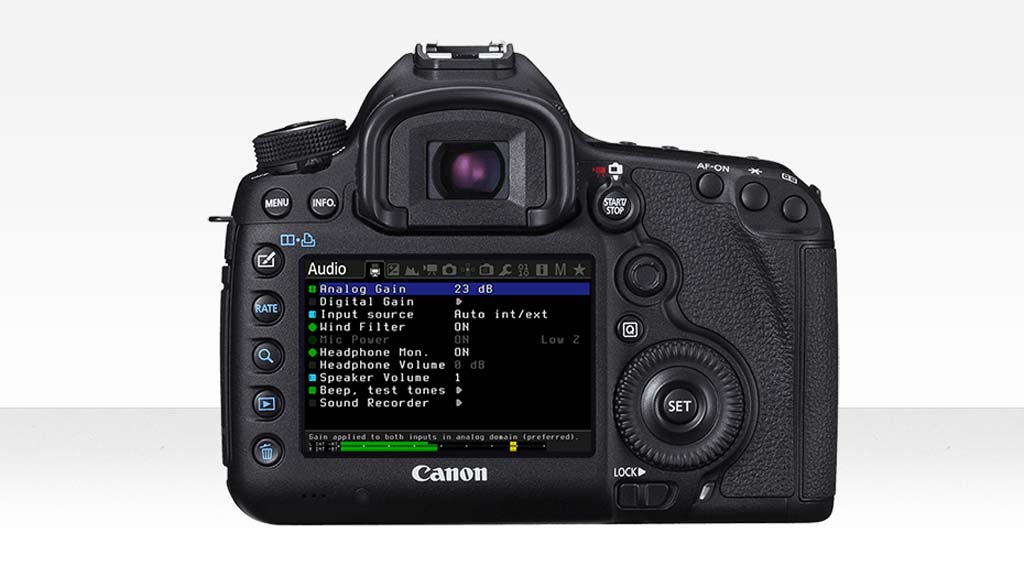 AF-ON
MENU
INFO.
START/
STOP
Audio
M
Analog Gain 23 dB
Digital Gain
Input source Auto int/ext
Wind Filter ON
Mic Power ON Low Z
Headphone Mon. ON
Headphone Volume 0 dB
Speaker Volume 1
Beep, test tones
Sound Recorder
Gain applied to both inputs in analog domain (preferred).
L INT
R INT
RATE
Q
SET
LOCK
Canon